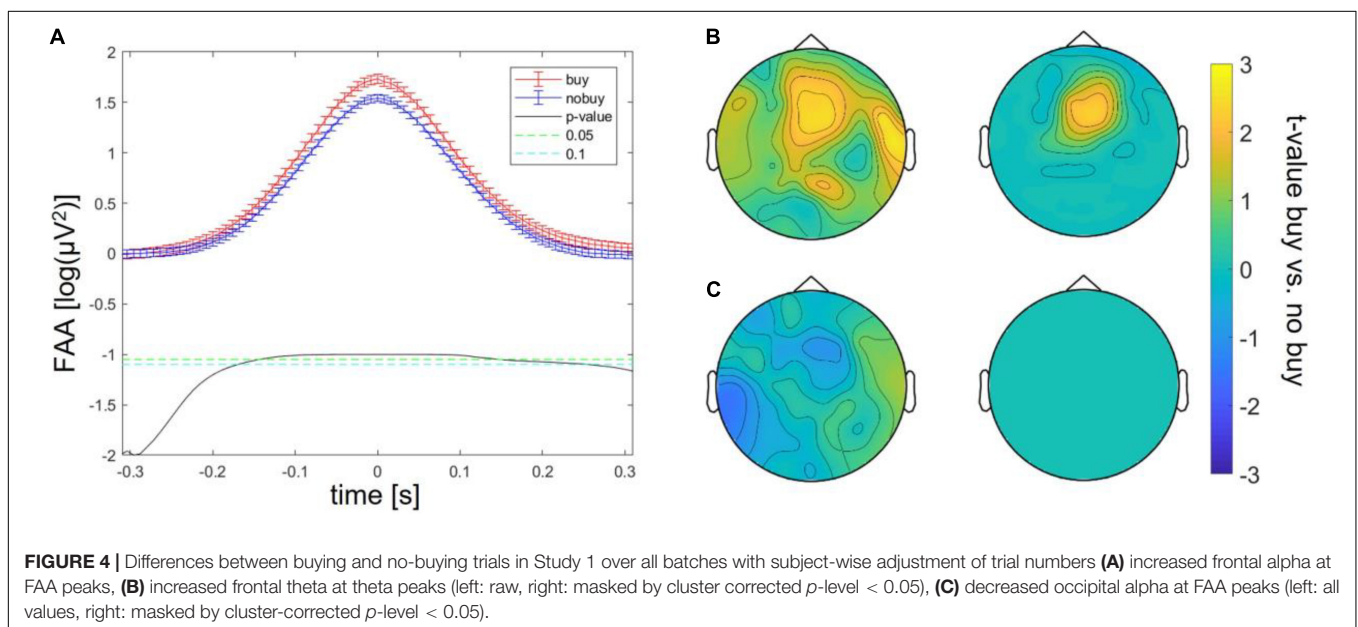 A
FAA [log(µV²)]
2
1.5
1
0.5
0
-0.5
-1
-1.5
-2
buy
nobuy
p-value
0.05
0.1
-0.3
-0.2
-0.1
0
0.1
0.2
0.3
time [s]
B
C
3
2
1
0
-1
-2
-3
t-value buy vs. no buy
FIGURE 4 | Differences between buying and no-buying trials in Study 1 over all batches with subject-wise adjustment of trial numbers (A) increased frontal alpha at
FAA peaks, (B) increased frontal theta at theta peaks (left: raw, right: masked by cluster corrected p-level < 0.05), (C) decreased occipital alpha at FAA peaks (left: all
values, right: masked by cluster-corrected p-level < 0.05).